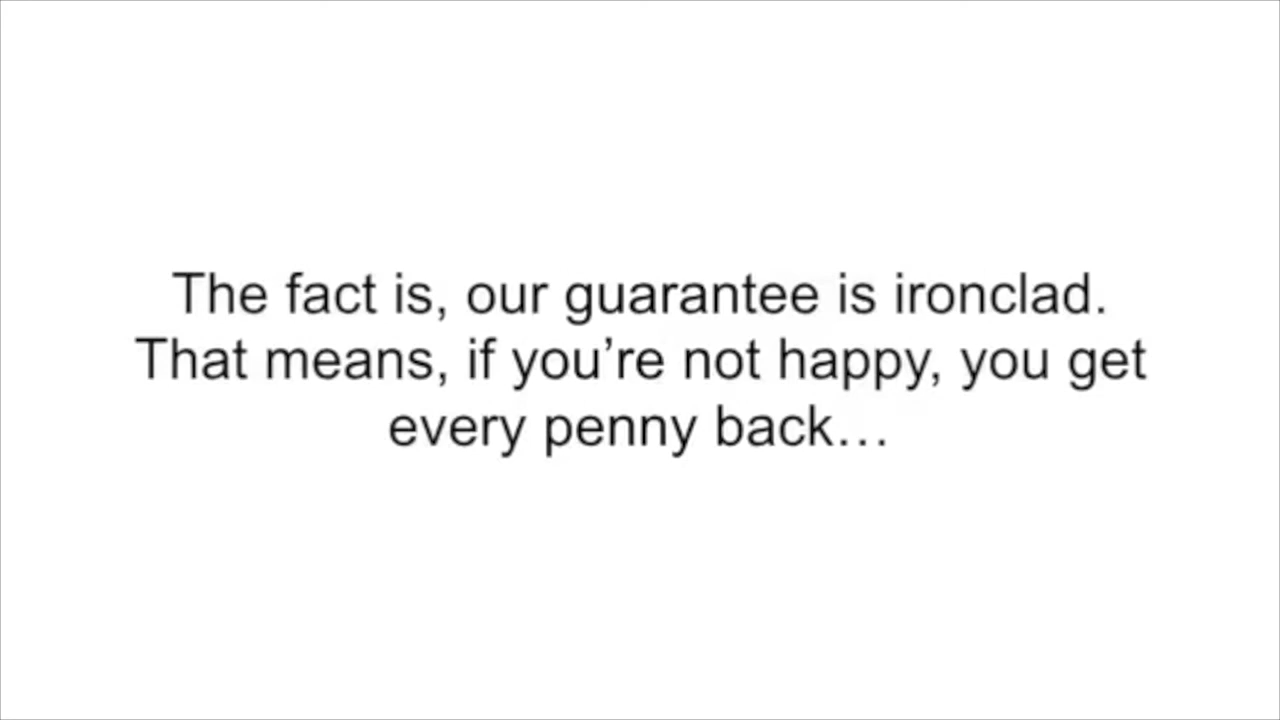 The fact is, our guarantee is ironclad.
That means, if you’re not happy, you get
every penny back…